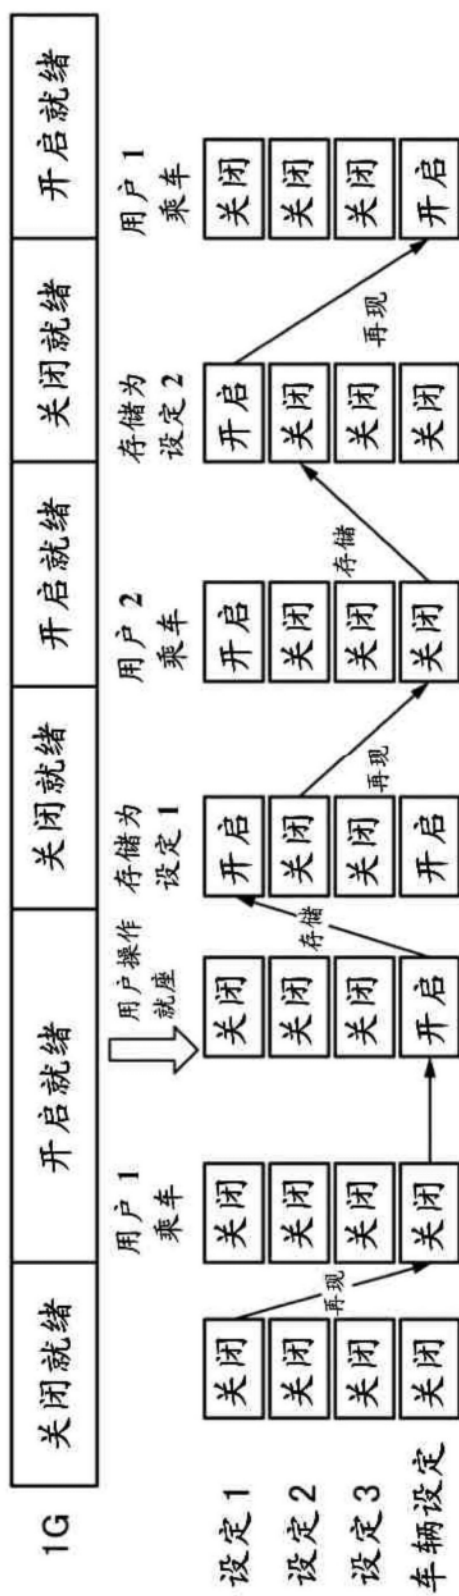 1G 关闭就绪 开启就绪 关闭就绪 开启就绪 关闭就绪 开启就绪
用户 1 用户操作 存储为 用户 2 存储为 用户 1
乘车 就座 设定 1 乘车 设定 2 乘车
设定 1 关闭 关闭 关闭 开启 开启 开启 关闭
设定 2 关闭 关闭 关闭 关闭 关闭 关闭 关闭
设定 3 关闭 关闭 关闭 关闭 关闭 关闭 关闭
车辆设定 关闭 关闭 开启 开启 关闭 关闭 开启
再现
存储
再现
存储
再现